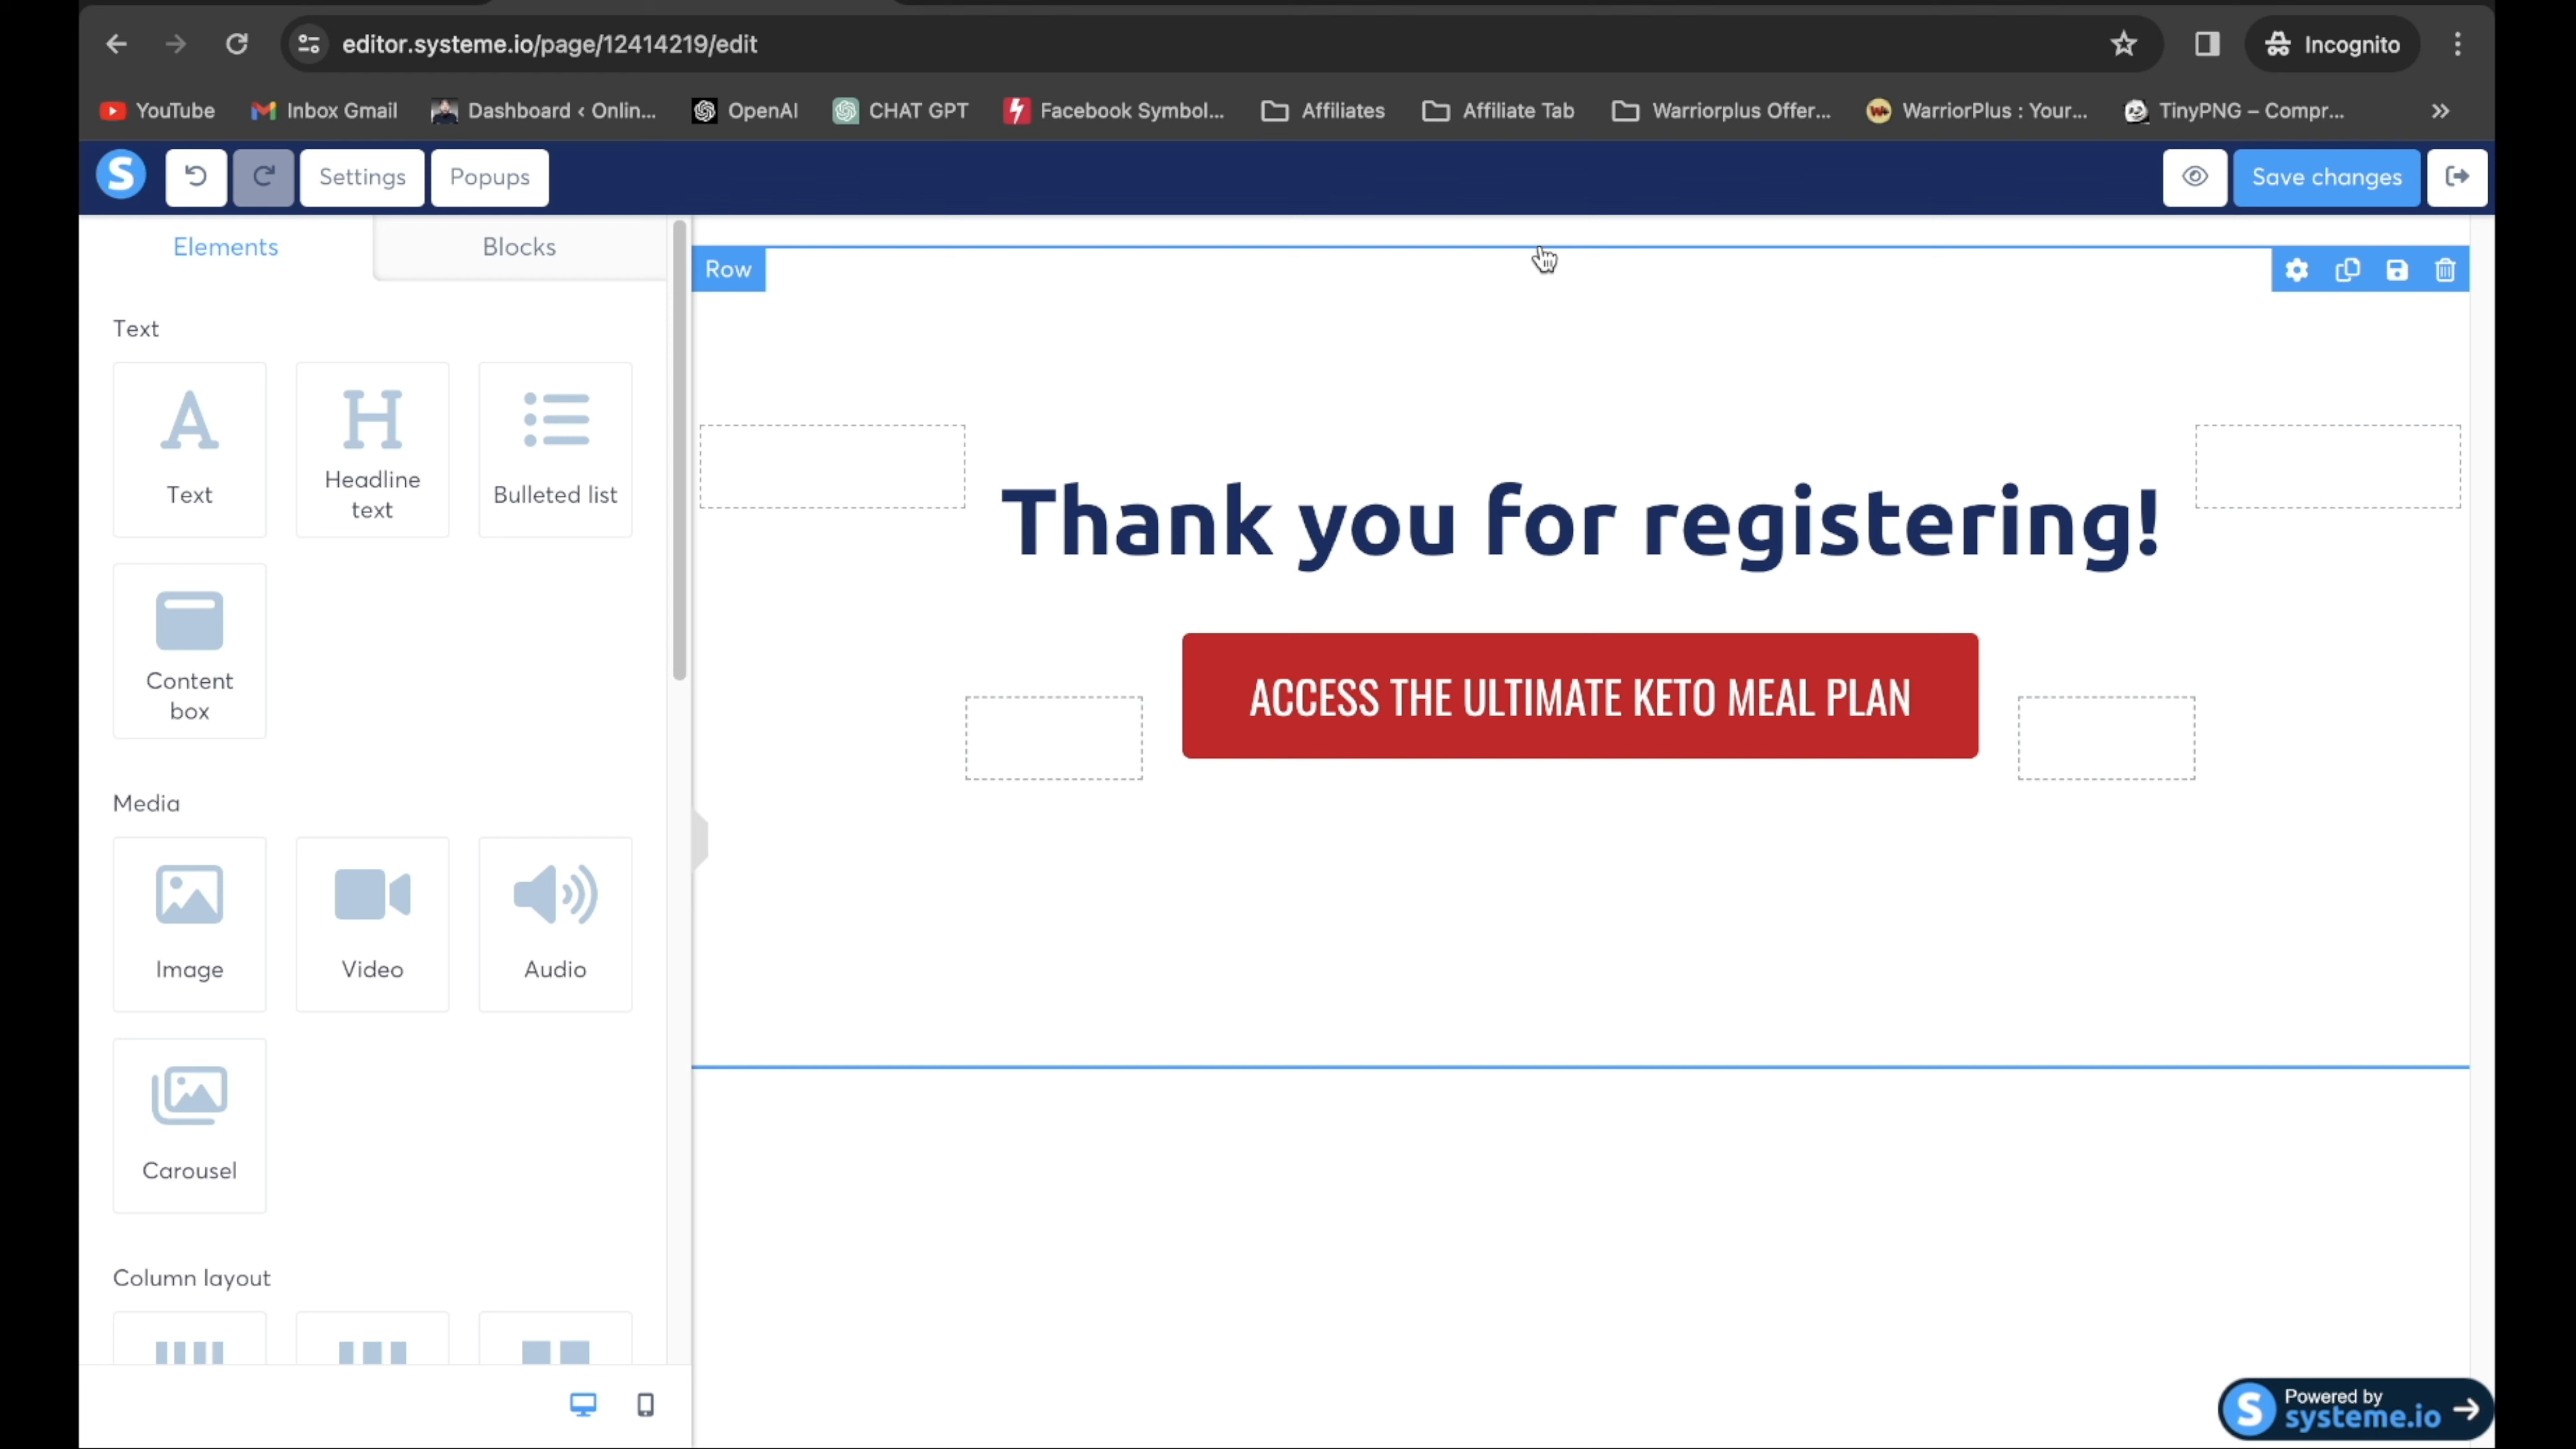 editor.systeme.io/page/12414219/edit
Incognito
YouTube
Inbox Gmail
Dashboard < Onlin...
OpenAI
CHAT GPT
Facebook Symbol...
Affiliates
Affiliate Tab
Warriorplus Offer...
WarriorPlus : Your...
TinyPNG – Compr...
S
Settings
Popups
Save changes
Elements
Blocks
Row
Text
A
Text
H
Headline
text
Bulleted list
Content
box
Thank you for registering!
ACCESS THE ULTIMATE KETO MEAL PLAN
Media
Image
Video
Audio
Carousel
Column layout
S
Powered by
systeme.io